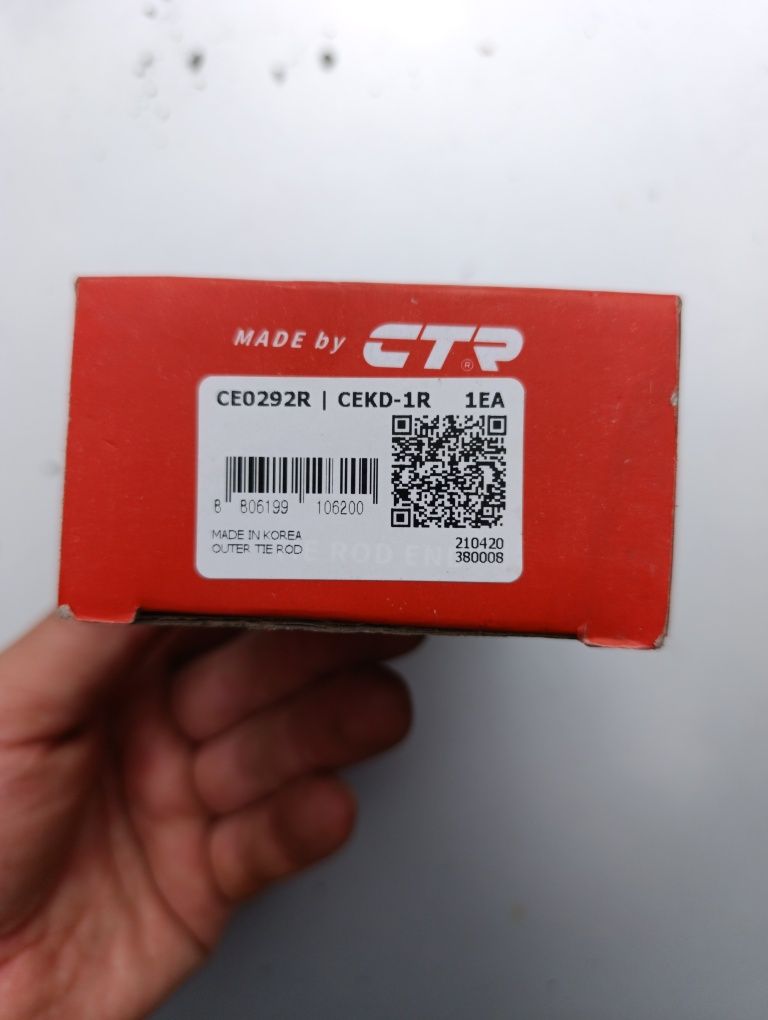 MADE by CTR®
CE0292R | CEKD-1R 1EA
8 806199 106200
MADE IN KOREA
OUTER TIE ROD
210420
380008